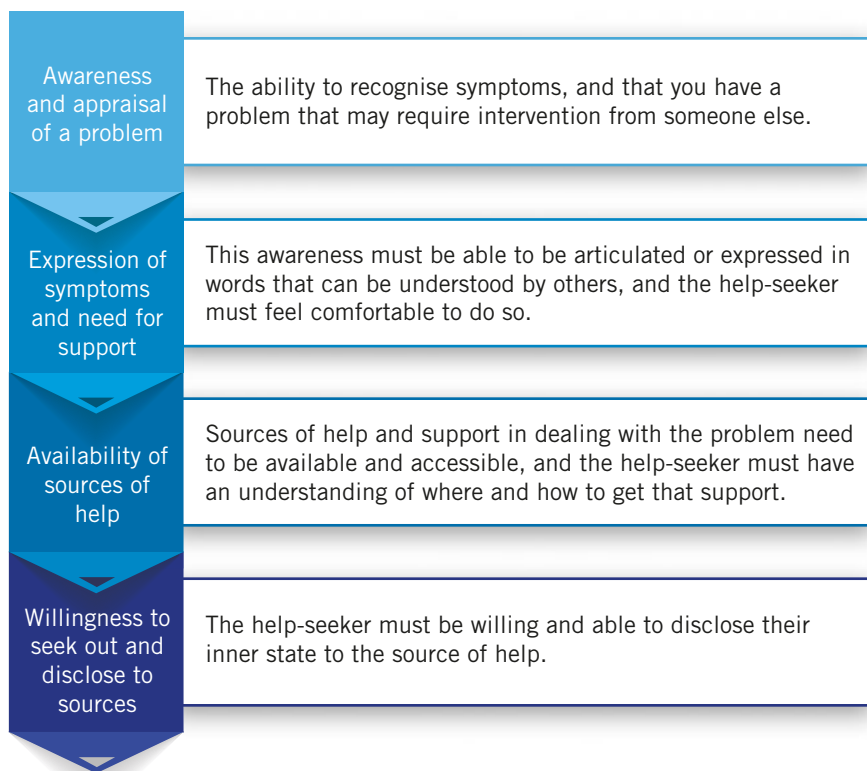 Awareness
and appraisal
of a problem
The ability to recognise symptoms, and that you have a
problem that may require intervention from someone else.
Expression of
symptoms
and need for
support
This awareness must be able to be articulated or expressed in
words that can be understood by others, and the help-seeker
must feel comfortable to do so.
Availability of
sources of
help
Sources of help and support in dealing with the problem need
to be available and accessible, and the help-seeker must have
an understanding of where and how to get that support.
Willingness to
seek out and
disclose to
sources
The help-seeker must be willing and able to disclose their
inner state to the source of help.